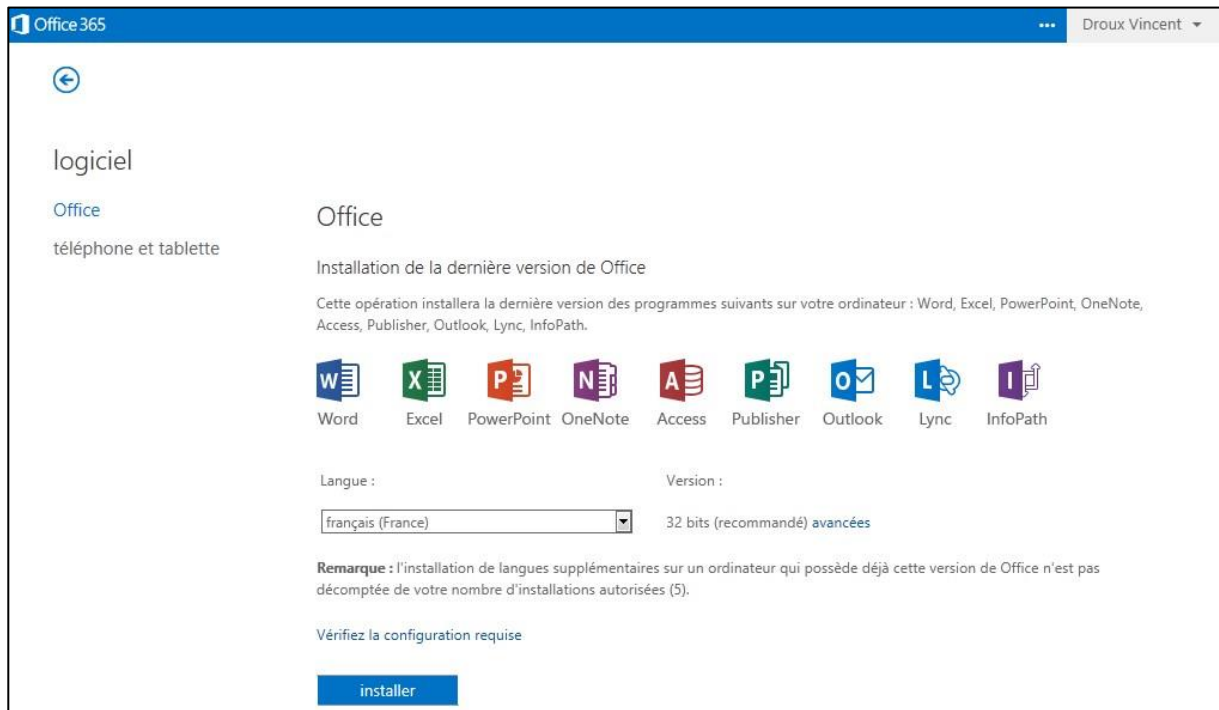 Office 365
... Droux Vincent
logiciel
Office
téléphone et tablette
Office
Installation de la dernière version de Office
Cette opération installera la dernière version des programmes suivants sur votre ordinateur : Word, Excel, PowerPoint, OneNote,
Access, Publisher, Outlook, Lync, InfoPath.
W X P N A P O L I
Word Excel PowerPoint OneNote Access Publisher Outlook Lync InfoPath
Langue : Version :
français (France) 32 bits (recommandé) avancées
Remarque : l'installation de langues supplémentaires sur un ordinateur qui possède déjà cette version de Office n'est pas
décomptée de votre nombre d'installations autorisées (5).
Vérifiez la configuration requise
installer